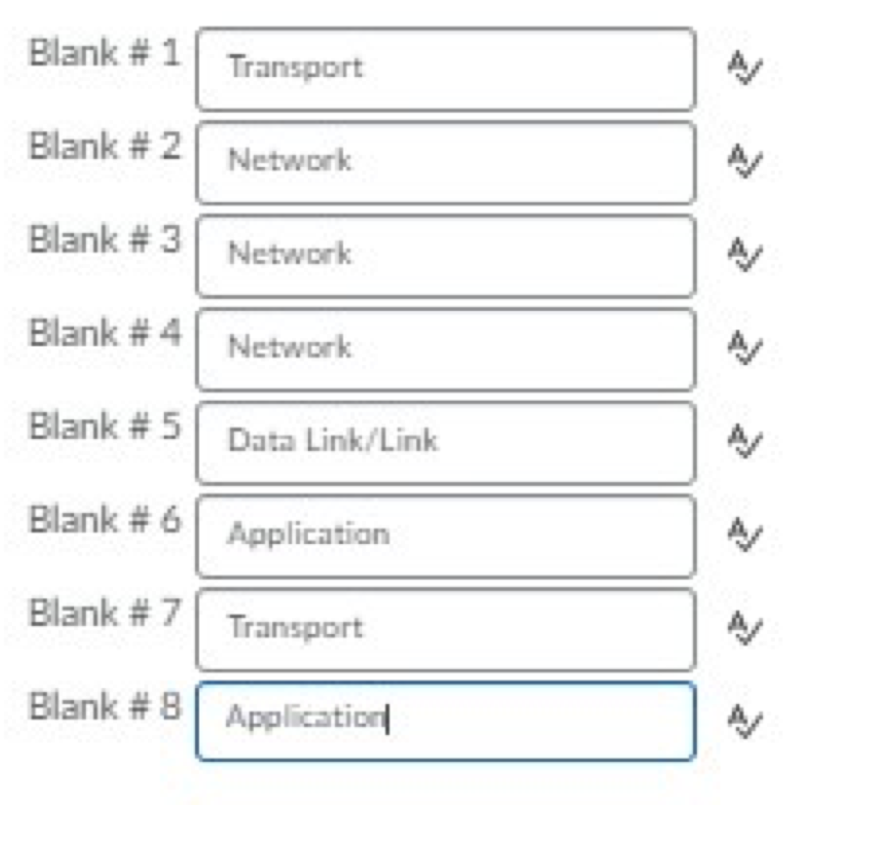 Blank # 1 Transport
Blank # 2 Network
Blank # 3 Network
Blank # 4 Network
Blank # 5 Data Link/Link
Blank # 6 Application
Blank # 7 Transport
Blank # 8 Application